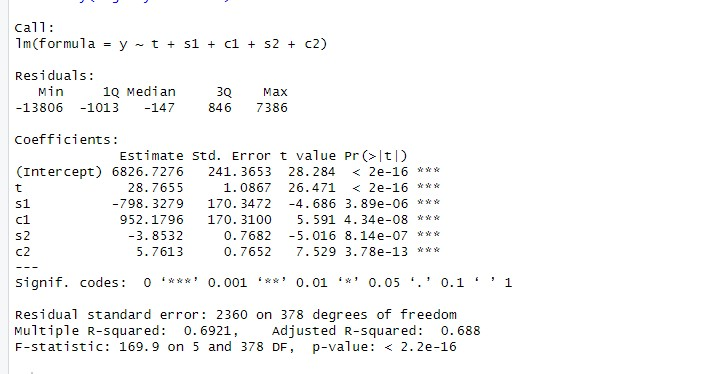 Call:
lm(formula = y ~ t + s1 + c1 + s2 + c2)
Residuals:
Min 1Q Median 3Q Max
-13806 -1013 -147 846 7386
Coefficients:
Estimate Std. Error t value Pr(>|t|)
(Intercept) 6826.7276 241.3653 28.284 < 2e-16 ***
t 28.7655 1.0867 26.471 < 2e-16 ***
s1 -798.3279 170.3472 -4.686 3.89e-06 ***
c1 952.1796 170.3100 5.591 4.34e-08 ***
s2 -3.8532 0.7682 -5.016 8.14e-07 ***
c2 5.7613 0.7652 7.529 3.78e-13 ***
---
Signif. codes: 0 ‘***’ 0.001 ‘**’ 0.01 ‘*’ 0.05 ‘.’ 0.1 ‘ ’ 1
Residual standard error: 2360 on 378 degrees of freedom
Multiple R-squared: 0.6921, Adjusted R-squared: 0.688
F-statistic: 169.9 on 5 and 378 DF, p-value: < 2.2e-16